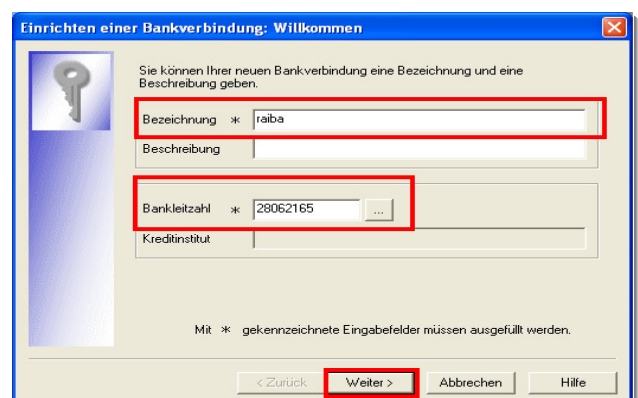 Einrichten einer Bankverbindung: Willkommen
Sie können Ihrer neuen Bankverbindung eine Bezeichnung und eine
Beschreibung geben.
Bezeichnung * raiba
Beschreibung
Bankleitzahl * 28062165 ...
Kreditinstitut
Mit * gekennzeichnete Eingabefelder müssen ausgefüllt werden.
< Zurück Weiter > Abbrechen Hilfe